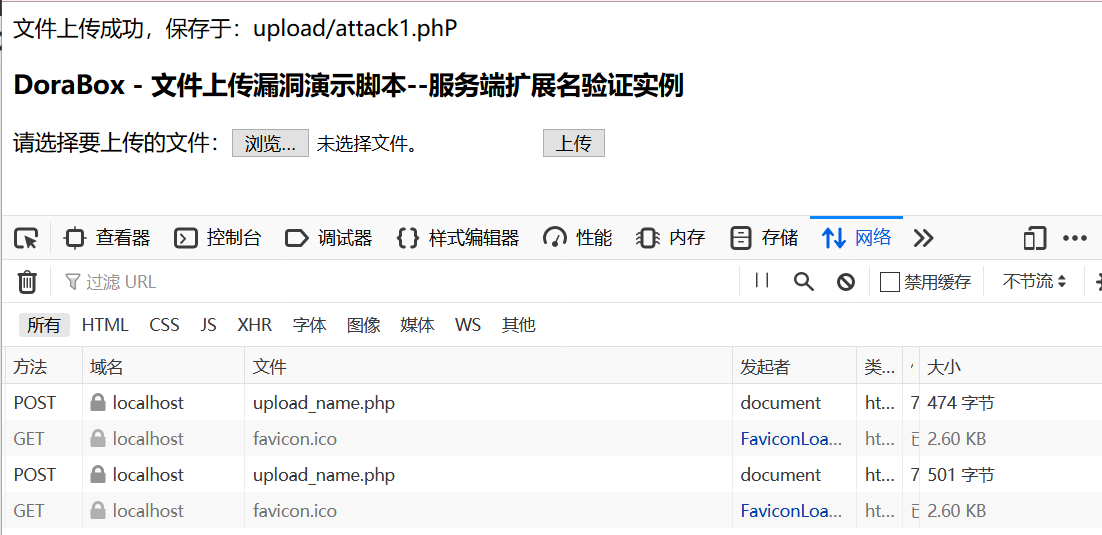 文件上传成功，保存于：upload/attack1.phP
DoraBox - 文件上传漏洞演示脚本--服务端扩展名验证实例
请选择要上传的文件： 浏览... 未选择文件。 上传
查看器 控制台 调试器 样式编辑器 性能 内存 存储 网络
过滤 URL 禁用缓存 不节流
所有 HTML CSS JS XHR 字体 图像 媒体 WS 其他
方法 域名 文件 发起者 类... 大小
POST localhost upload_name.php document ht... 7 474 字节
GET localhost favicon.ico FaviconLoa... ht... 2.60 KB
POST localhost upload_name.php document ht... 7 501 字节
GET localhost favicon.ico FaviconLoa... ht... 2.60 KB